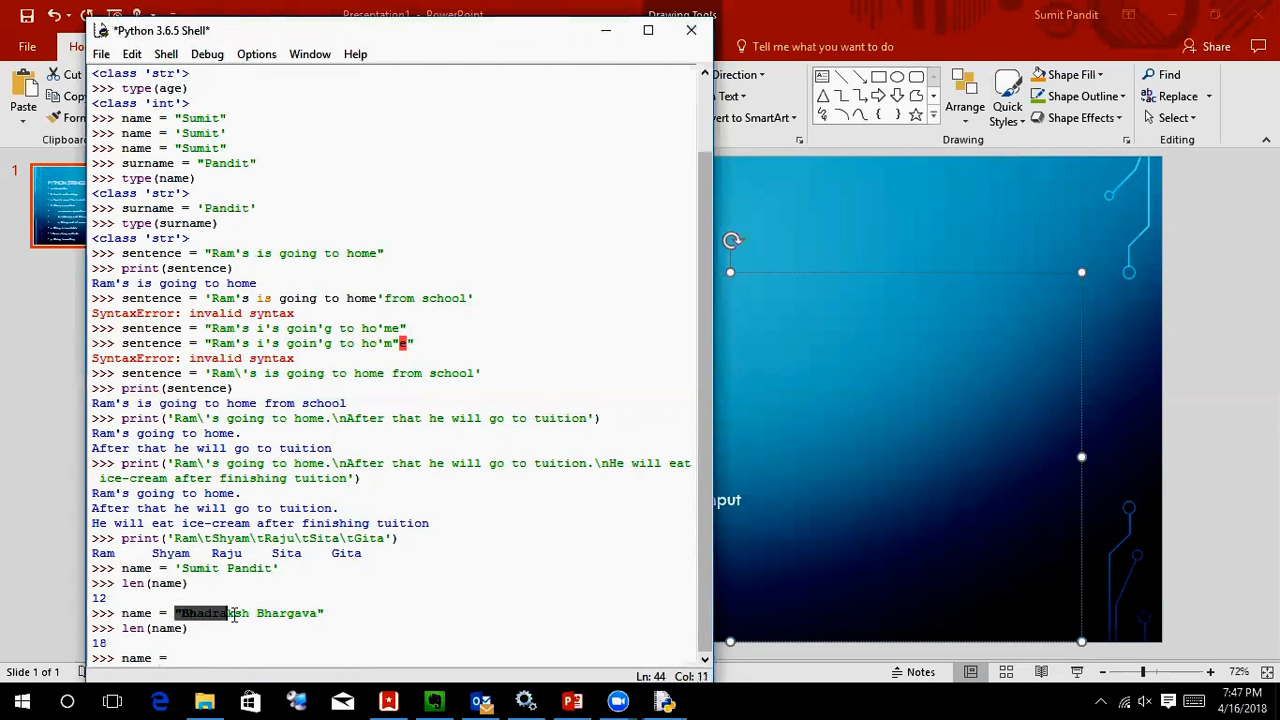 Presentation1 - PowerPoint
Drawing Tools
Sumit Pandit
*Python 3.6.5 Shell*
File
Tell me what you want to do
Share
File Edit Shell Debug Options Window Help
Cut
Paste
<class 'str'>
>>> type(age)
<class 'int'>
>>> name = "Sumit"
>>> name = 'Sumit'
>>> name = "Sumit"
>>> surname = "Pandit"
>>> type(name)
<class 'str'>
>>> surname = 'Pandit'
>>> type(surname)
<class 'str'>
>>> sentence = "Ram's is going to home"
>>> print(sentence)
Ram's is going to home
>>> sentence = 'Ram's is going to home'from school'
SyntaxError: invalid syntax
>>> sentence = "Ram's i's goin'g to ho'me"
>>> sentence = "Ram's i's goin'g to ho'm"e"
SyntaxError: invalid syntax
>>> sentence = 'Ram\'s is going to home from school'
>>> print(sentence)
Ram's is going to home from school
>>> print('Ram\'s going to home.\nAfter that he will go to tuition')
Ram's going to home.
After that he will go to tuition
>>> print('Ram\'s going to home.\nAfter that he will go to tuition.\nHe will eat
ice-cream after finishing tuition')
Ram's going to home.
After that he will go to tuition.
He will eat ice-cream after finishing tuition
>>> print('Ram\tShyam\tRaju\tSita\tGita')
Ram Shyam Raju Sita Gita
>>> name = 'Sumit Pandit'
>>> len(name)
12
>>> name = "Bhadraksh Bhargava"
>>> len(name)
18
>>> name =
Ln: 44 Col: 11
Direction
Text
vert to SmartArt
Arrange
Quick
Styles
Shape Fill
Shape Outline
Shape Effects
Find
Replace
Select
Drawing
Editing
1
Slide 1 of 1
Notes
72%
7:47 PM
4/16/2018